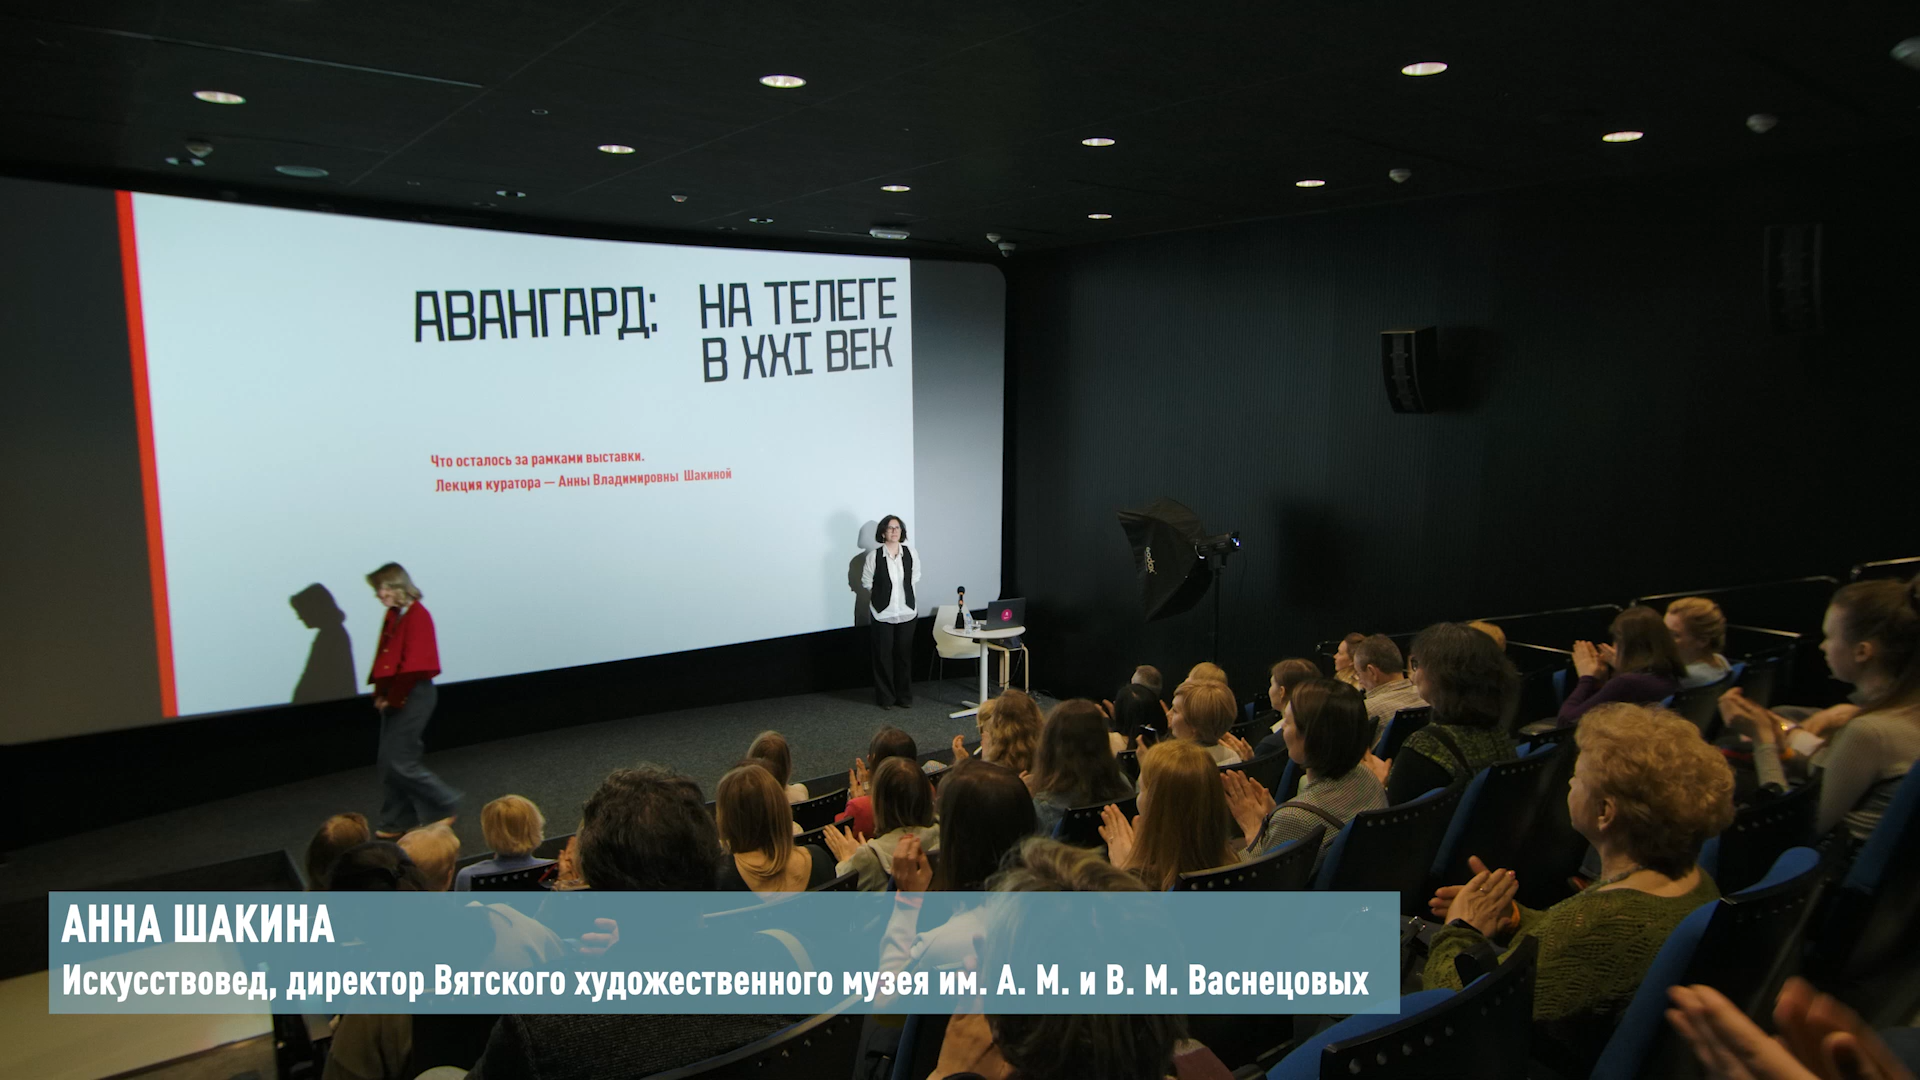 АВАНГАРД: НА ТЕЛЕГЕ
В XXI ВЕК
Что осталось за рамками выставки.
Лекция куратора — Анны Владимировны Шакиной
Godox
АННА ШАКИНА
Искусствовед, директор Вятского художественного музея им. А. М. и В. М. Васнецовых